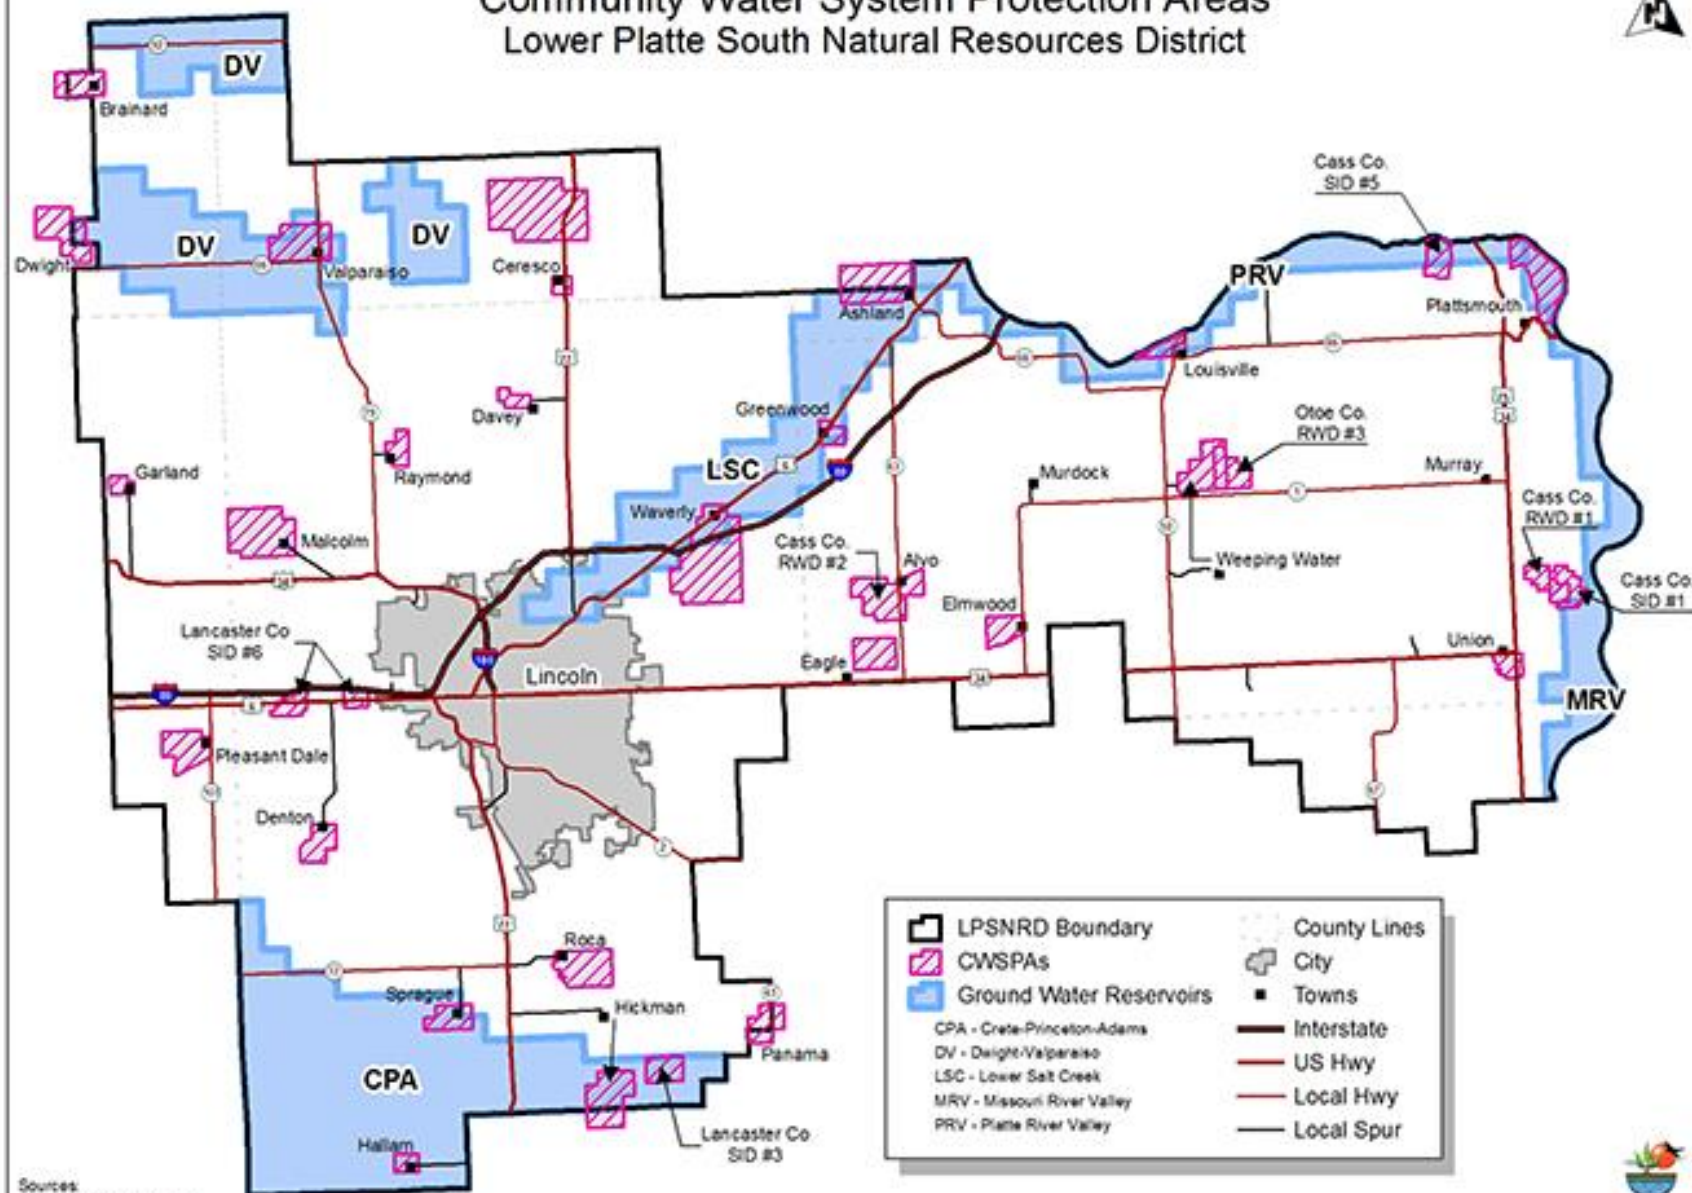 Community Water System Protection Areas
Lower Platte South Natural Resources District
N
DV
Brainard
Cass Co.
SID #5
DV
DV
Dwight
Valparaiso
Ceresco
Ashland
PRV
Plattsmouth
Louisville
Davey
Greenwood
Otoe Co.
RWD #3
Garland
Raymond
LSC
Murdock
Murray
Waverly
Cass Co.
RWD #1
Malcolm
Cass Co.
RWD #2
Alvo
Weeping Water
Cass Co.
SID #1
Elmwood
Lancaster Co
SID #6
Lincoln
Eagle
Union
MRV
Pleasant Dale
Denton
Roca
Sprague
Hickman
Panama
CPA
Lancaster Co
SID #3
Hallam
LPSNRD Boundary
CWSPAs
Ground Water Reservoirs
CPA - Crete-Princeton-Adams
DV - Dwight-Valparaiso
LSC - Lower Salt Creek
MRV - Missouri River Valley
PRV - Platte River Valley
County Lines
City
Towns
Interstate
US Hwy
Local Hwy
Local Spur
Sources: